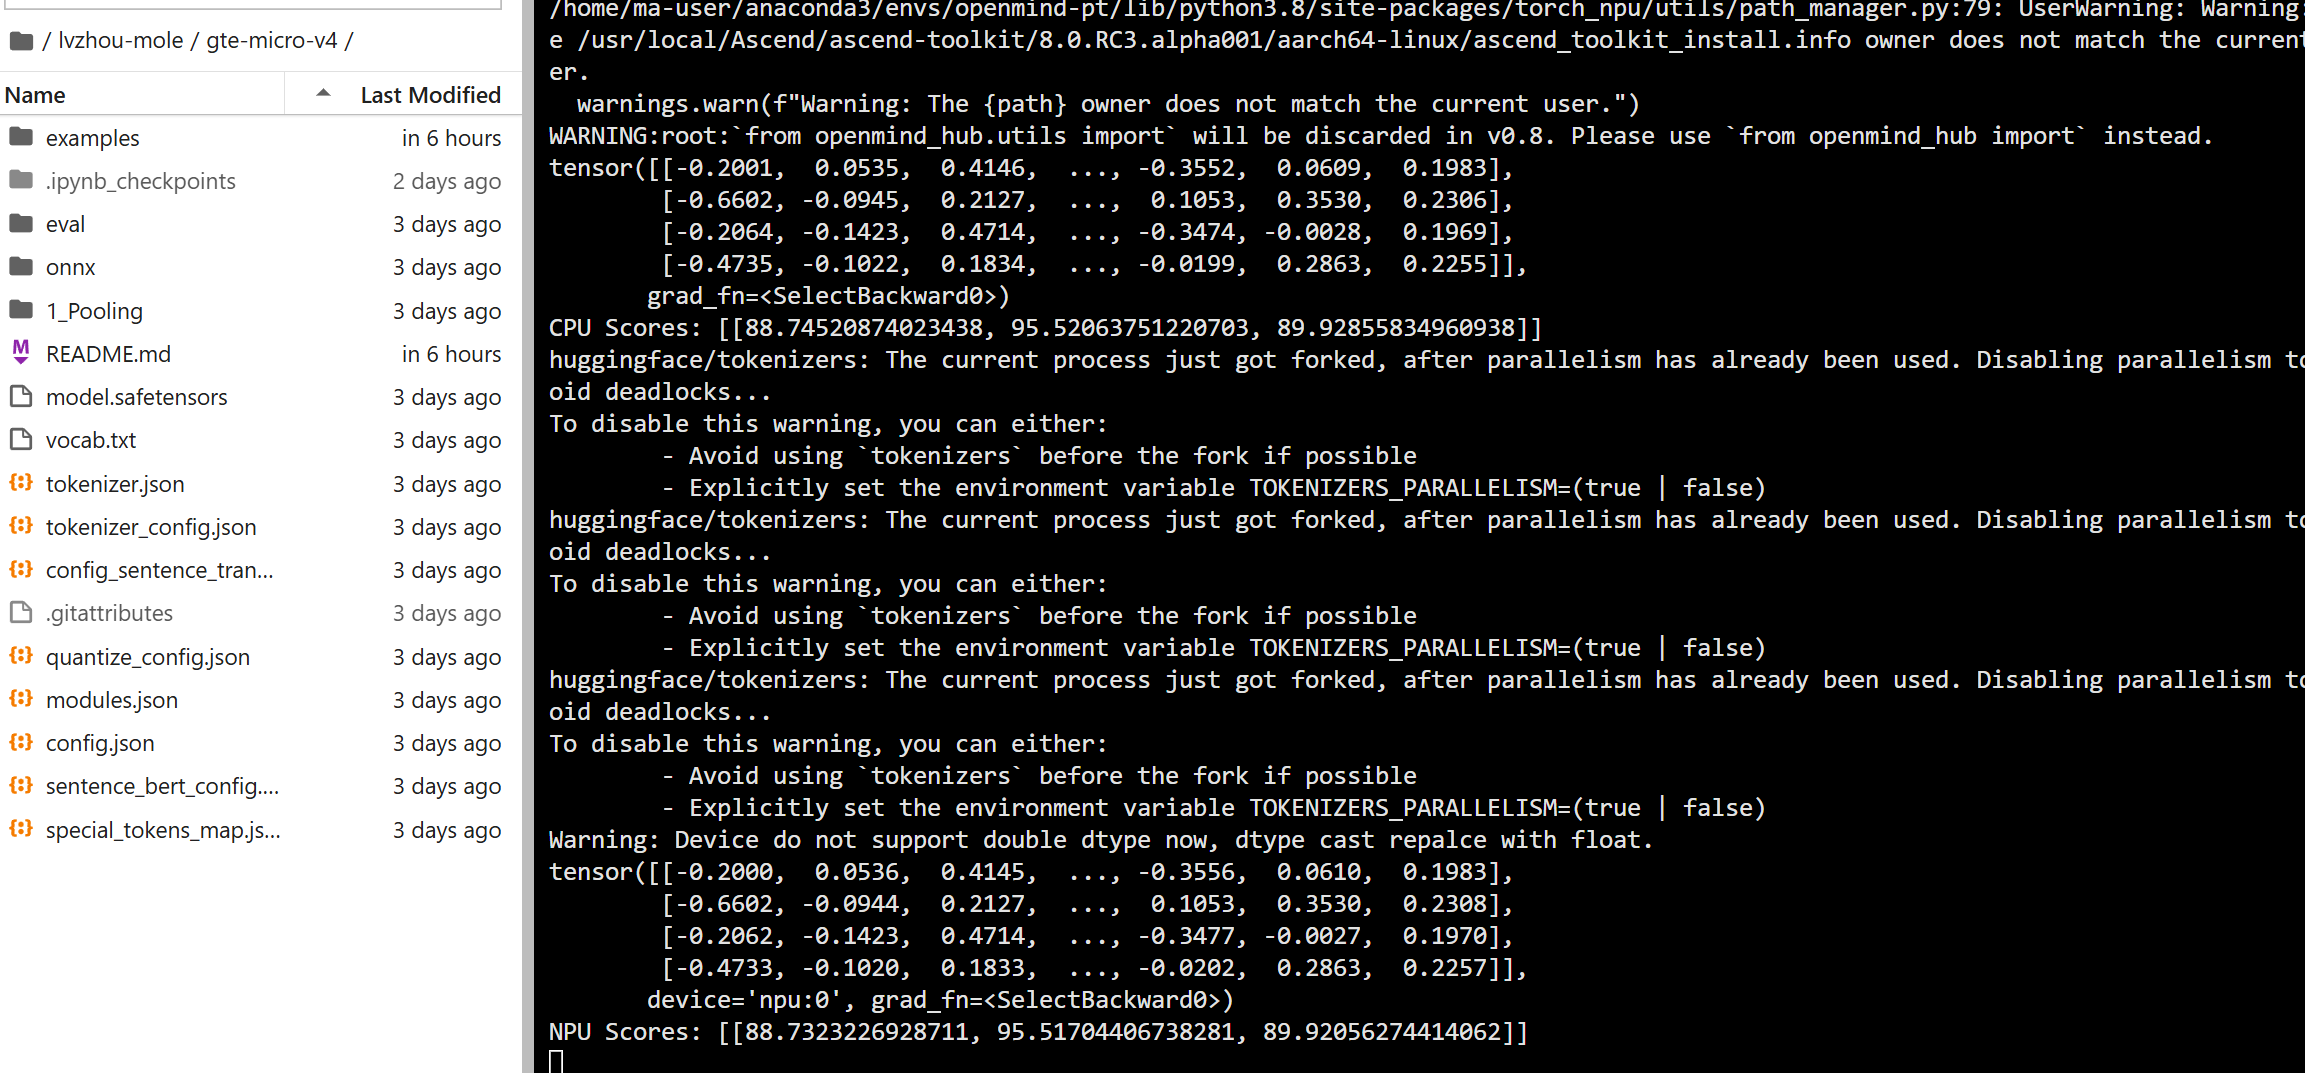 / lvzhou-mole / gte-micro-v4 /
Name Last Modified
examples in 6 hours
.ipynb_checkpoints 2 days ago
eval 3 days ago
onnx 3 days ago
1_Pooling 3 days ago
README.md in 6 hours
model.safetensors 3 days ago
vocab.txt 3 days ago
tokenizer.json 3 days ago
tokenizer_config.json 3 days ago
config_sentence_tran... 3 days ago
.gitattributes 3 days ago
quantize_config.json 3 days ago
modules.json 3 days ago
config.json 3 days ago
sentence_bert_config.... 3 days ago
special_tokens_map.js... 3 days ago
/home/ma-user/anaconda3/envs/openmind-pt/lib/python3.8/site-packages/torch_npu/utils/path_manager.py:79: UserWarning: Warning:
e /usr/local/Ascend/ascend-toolkit/8.0.RC3.alpha001/aarch64-linux/ascend_toolkit_install.info owner does not match the current
er.
  warnings.warn(f"Warning: The {path} owner does not match the current user.")
WARNING:root:`from openmind_hub.utils import` will be discarded in v0.8. Please use `from openmind_hub import` instead.
tensor([[-0.2001,  0.0535,  0.4146,  ..., -0.3552,  0.0609,  0.1983],
        [-0.6602, -0.0945,  0.2127,  ...,  0.1053,  0.3530,  0.2306],
        [-0.2064, -0.1423,  0.4714,  ..., -0.3474, -0.0028,  0.1969],
        [-0.4735, -0.1022,  0.1834,  ..., -0.0199,  0.2863,  0.2255]],
       grad_fn=<SelectBackward0>)
CPU Scores: [[88.74520874023438, 95.52063751220703, 89.92855834960938]]
huggingface/tokenizers: The current process just got forked, after parallelism has already been used. Disabling parallelism to
oid deadlocks...
To disable this warning, you can either:
        - Avoid using `tokenizers` before the fork if possible
        - Explicitly set the environment variable TOKENIZERS_PARALLELISM=(true | false)
huggingface/tokenizers: The current process just got forked, after parallelism has already been used. Disabling parallelism to
oid deadlocks...
To disable this warning, you can either:
        - Avoid using `tokenizers` before the fork if possible
        - Explicitly set the environment variable TOKENIZERS_PARALLELISM=(true | false)
huggingface/tokenizers: The current process just got forked, after parallelism has already been used. Disabling parallelism to
oid deadlocks...
To disable this warning, you can either:
        - Avoid using `tokenizers` before the fork if possible
        - Explicitly set the environment variable TOKENIZERS_PARALLELISM=(true | false)
Warning: Device do not support double dtype now, dtype cast repalce with float.
tensor([[-0.2000,  0.0536,  0.4145,  ..., -0.3556,  0.0610,  0.1983],
        [-0.6602, -0.0944,  0.2127,  ...,  0.1053,  0.3530,  0.2308],
        [-0.2062, -0.1423,  0.4714,  ..., -0.3477, -0.0027,  0.1970],
        [-0.4733, -0.1020,  0.1833,  ..., -0.0202,  0.2863,  0.2257]],
       device='npu:0', grad_fn=<SelectBackward0>)
NPU Scores: [[88.7323226928711, 95.51704406738281, 89.92056274414062]]